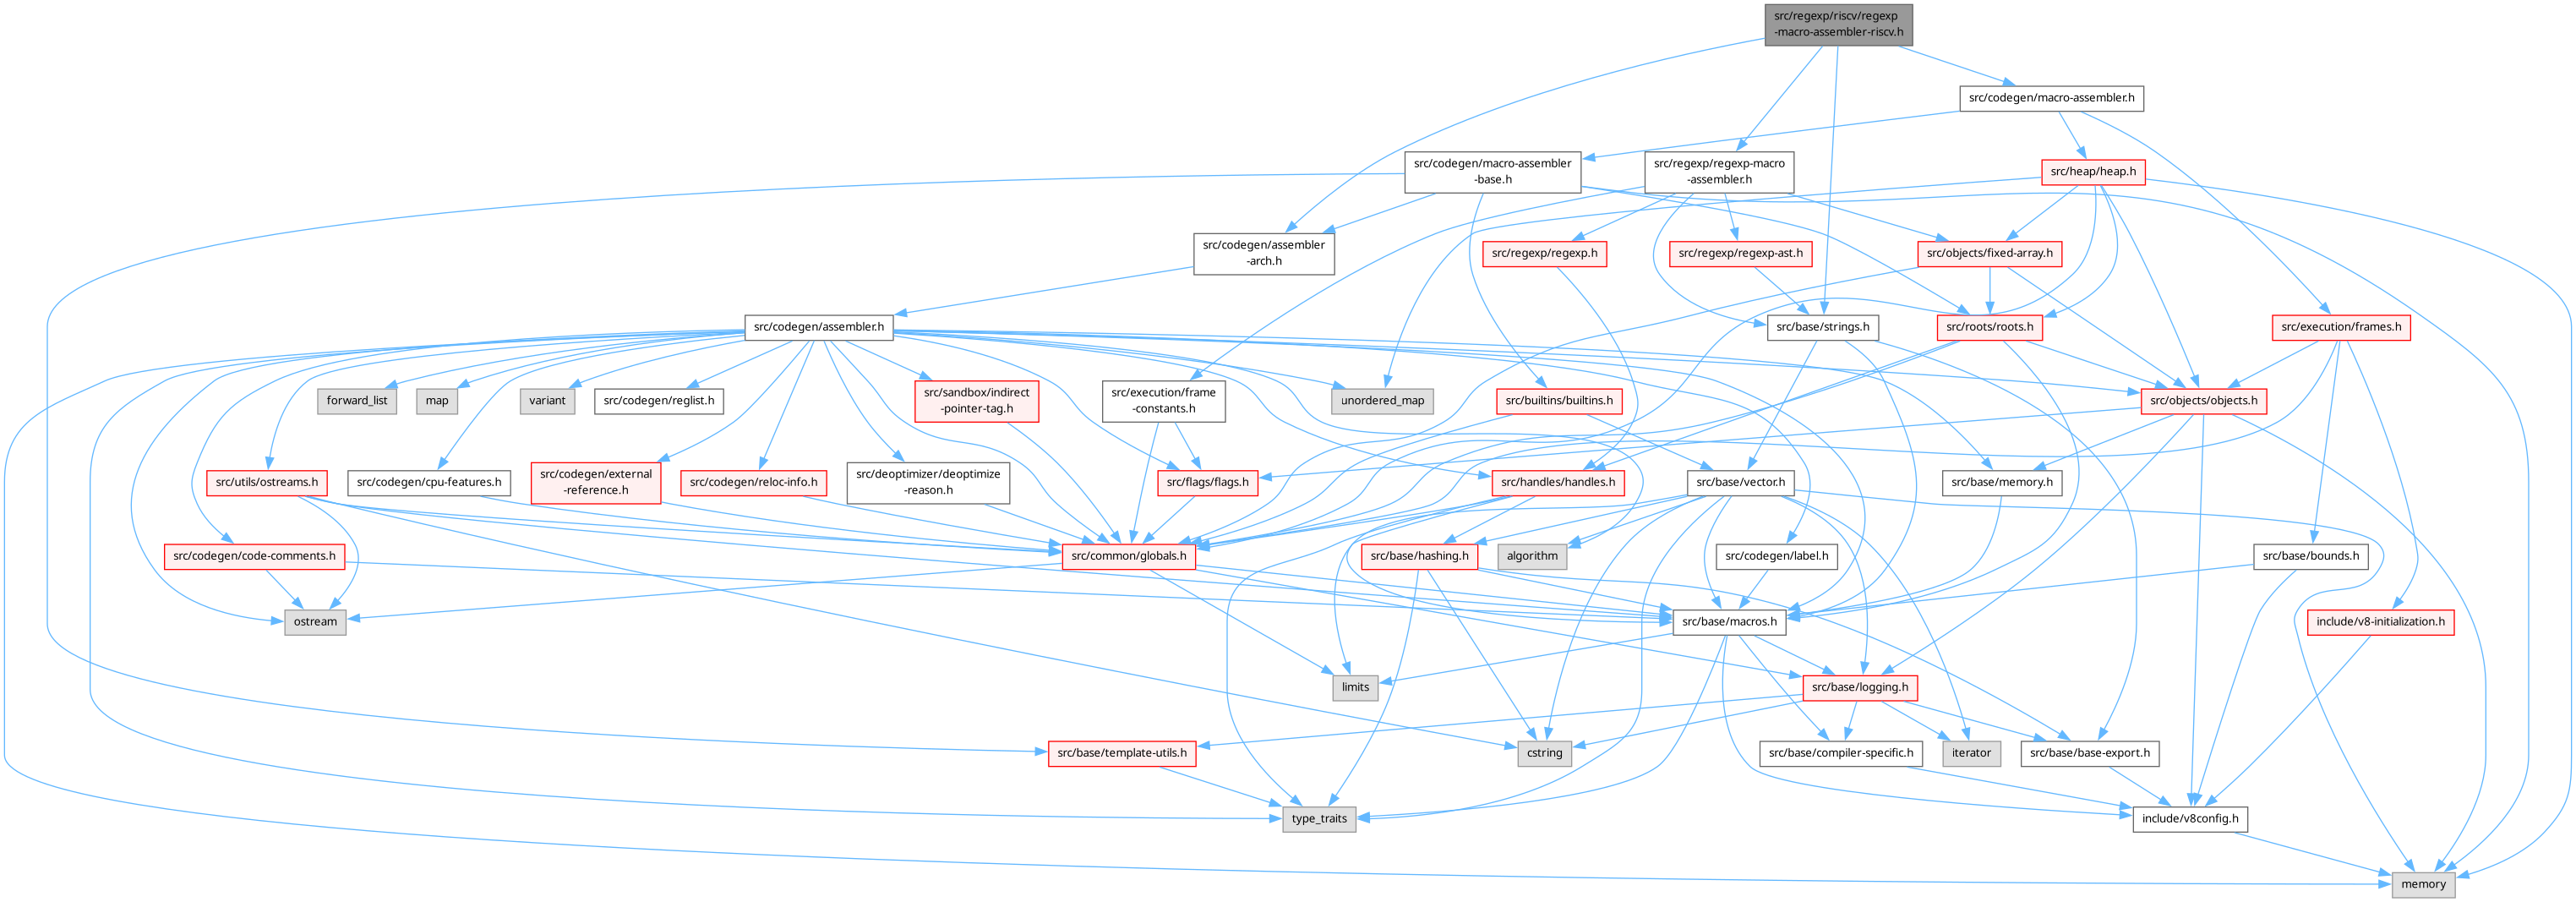 src/regexp/riscv/regexp
-macro-assembler-riscv.h
src/codegen/macro-assembler.h
src/codegen/macro-assembler
-base.h
src/regexp/regexp-macro
-assembler.h
src/heap/heap.h
src/codegen/assembler
-arch.h
src/regexp/regexp.h
src/regexp/regexp-ast.h
src/objects/fixed-array.h
src/codegen/assembler.h
src/base/strings.h
src/roots/roots.h
src/execution/frames.h
forward_list
map
variant
src/codegen/reglist.h
src/sandbox/indirect
-pointer-tag.h
src/execution/frame
-constants.h
unordered_map
src/builtins/builtins.h
src/objects/objects.h
src/utils/ostreams.h
src/codegen/cpu-features.h
src/codegen/external
-reference.h
src/codegen/reloc-info.h
src/deoptimizer/deoptimize
-reason.h
src/flags/flags.h
src/handles/handles.h
src/base/vector.h
src/base/memory.h
src/codegen/code-comments.h
src/common/globals.h
src/base/hashing.h
algorithm
src/codegen/label.h
src/base/bounds.h
ostream
src/base/macros.h
include/v8-initialization.h
limits
src/base/logging.h
src/base/template-utils.h
cstring
src/base/compiler-specific.h
iterator
src/base/base-export.h
type_traits
include/v8config.h
memory